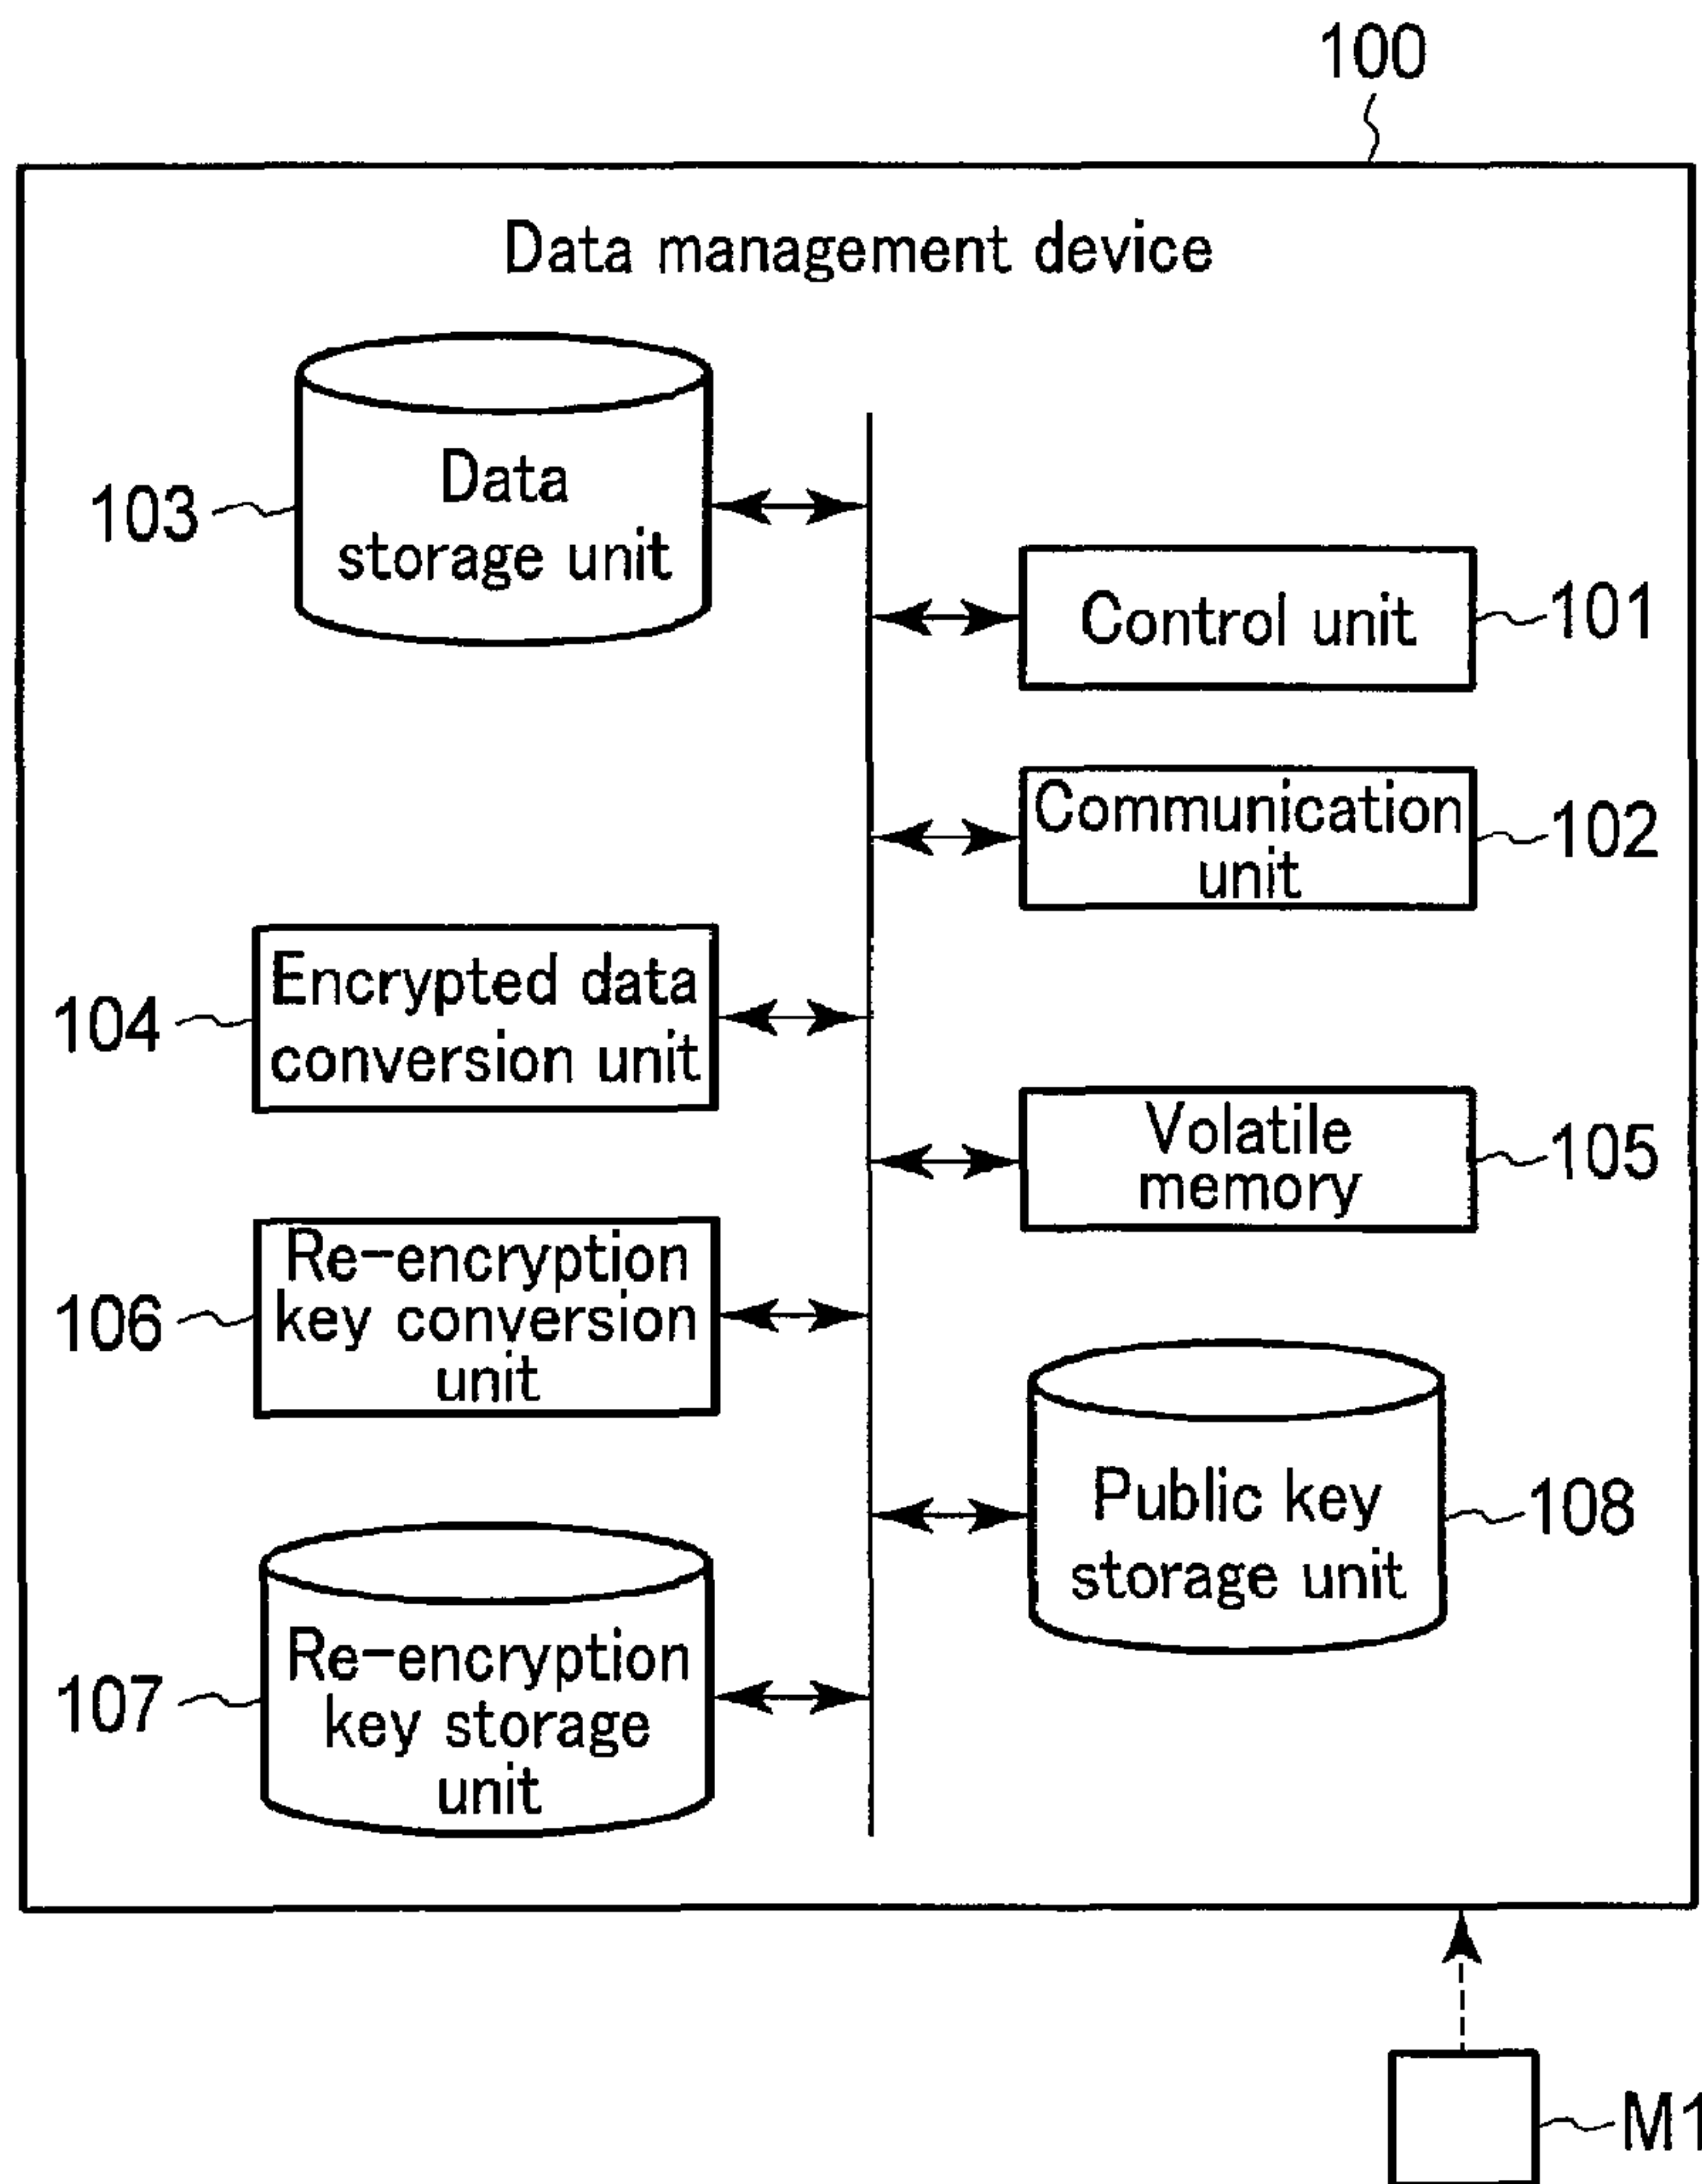 100
Data management device
103
Data
storage unit
Control unit
101
Communication
unit
102
104
Encrypted data
conversion unit
Volatile
memory
105
106
Re-encryption
key conversion
unit
Public key
storage unit
108
107
Re-encryption
key storage
unit
M1